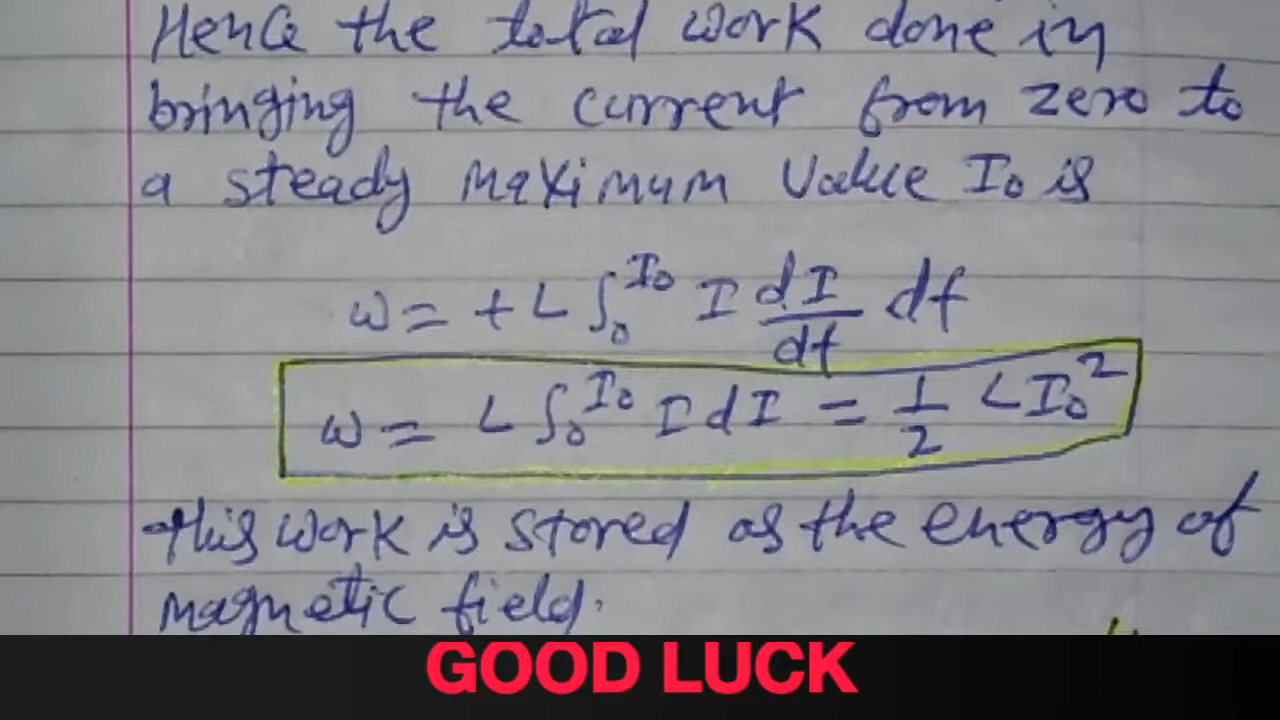 Hence the total work done in
bringing the current from zero to
a steady maximum value I₀ is
W = + L ∫₀^I₀ I dI/dt dt
W = L ∫₀^I₀ I dI = 1/2 L I₀²
This work is stored as the energy of
magnetic field.
GOOD LUCK